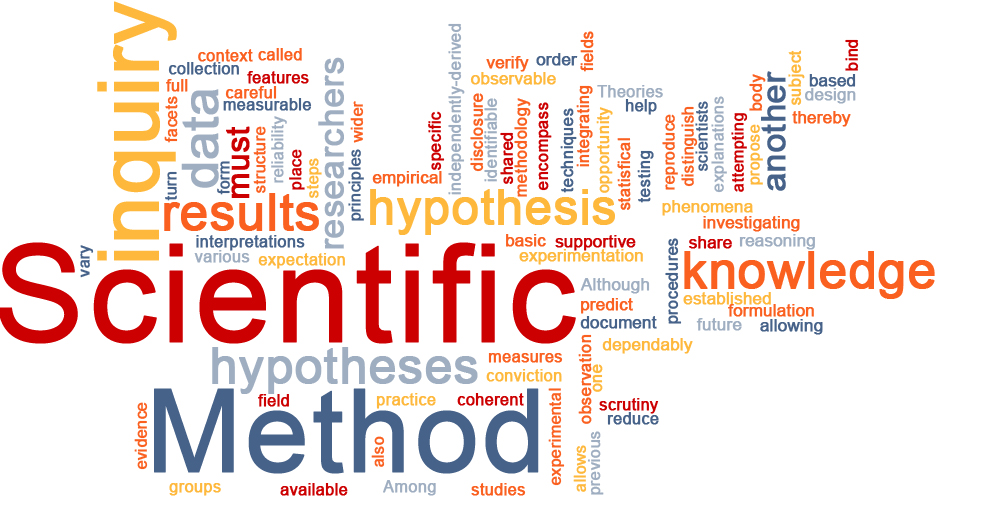 inquiry
context
called
collection
features
full
careful
measurable
facets
data
must
structure
reliability
place
steps
researchers
wider
principles
turn
form
results
interpretations
various
expectation
vary
empirical
specific
independently-derived
verify
order
observable
fields
disclosure
identifiable
shared
methodology
encompass
techniques
integrating
opportunity
Theories
help
statistical
testing
reproduce
distinguish
scientists
explanations
attempting
propose
body
another
subject
bind
based
design
thereby
hypothesis
phenomena
investigating
basic
supportive
experimentation
share
reasoning
procedures
knowledge
Scientific
Although
predict
document
established
formulation
future
allowing
dependably
hypotheses
measures
conviction
observation
one
Method
field
practice
coherent
scrutiny
reduce
evidence
also
experimental
allows
previous
groups
available
Among
studies